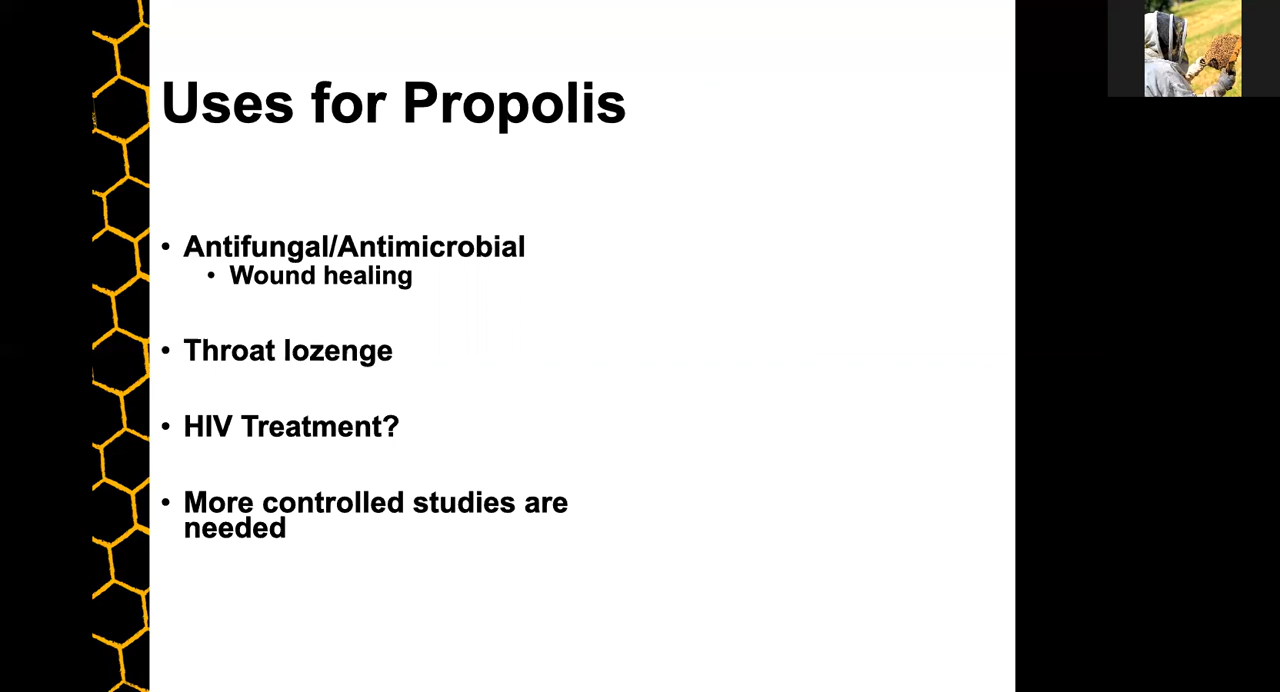 Uses for Propolis
• Antifungal/Antimicrobial
• Wound healing
• Throat lozenge
• HIV Treatment?
• More controlled studies are
needed